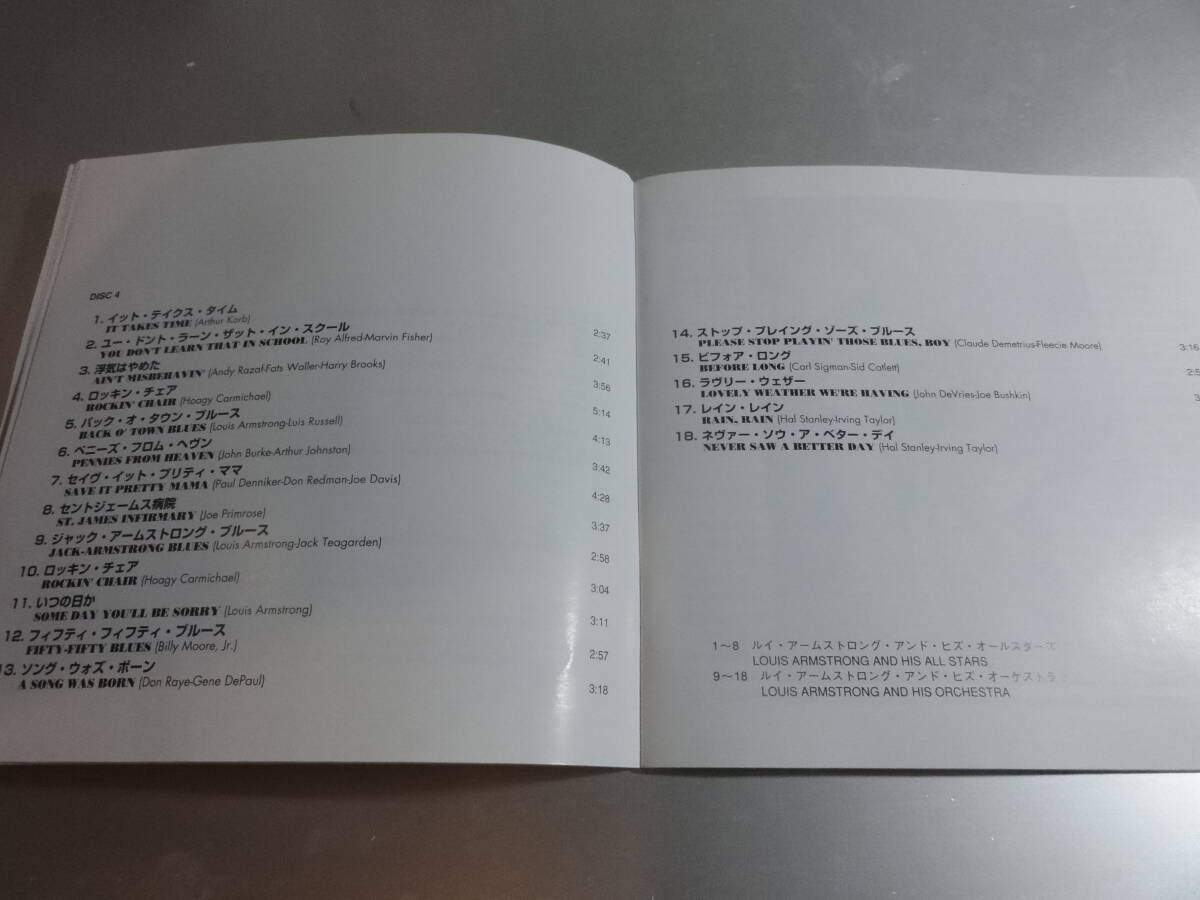 DISC 4
1. イット・テイクス・タイム
IT TAKES TIME (Arthur Korb) 2:37
2. ユー・ドント・ラーン・ザット・イン・スクール
YOU DON'T LEARN THAT IN SCHOOL (Roy Alfred-Marvin Fisher) 2:41
3. 浮気はやめた
AIN'T MISBEHAVIN' (Andy Razaf-Fats Waller-Harry Brooks) 3:56
4. ロッキン・チェア
ROCKIN' CHAIR (Hoagy Carmichael) 5:14
5. バック・オ・タウン・ブルース
BACK O' TOWN BLUES (Louis Armstrong-Luis Russell) 4:13
6. ペニーズ・フロム・ヘヴン
PENNIES FROM HEAVEN (John Burke-Arthur Johnston) 3:42
7. セイヴ・イット・プリティ・ママ
SAVE IT PRETTY MAMA (Paul Denniker-Don Redman-Joe Davis) 4:28
8. セントジェームス病院
ST. JAMES INFIRMARY (Joe Primrose) 3:37
9. ジャック・アームストロング・ブルース
JACK-ARMSTRONG BLUES (Louis Armstrong-Jack Teagarden) 2:58
10. ロッキン・チェア
ROCKIN' CHAIR (Hoagy Carmichael) 3:04
11. いつの日か
SOME DAY YOU'LL BE SORRY (Louis Armstrong) 3:11
12. フィフティ・フィフティ・ブルース
FIFTY-FIFTY BLUES (Billy Moore, Jr.) 2:57
13. ソング・ウォズ・ボーン
A SONG WAS BORN (Don Raye-Gene DePaul) 3:18
14. ストップ・プレイング・ゾーズ・ブルース
PLEASE STOP PLAYIN' THOSE BLUES, BOY (Claude Demetrius-Fleecie Moore) 3:16
15. ビフォア・ロング
BEFORE LONG (Carl Sigman-Sid Catlett)
16. ラヴリー・ウェザー
LOVELY WEATHER WE'RE HAVING (John DeVries-Joe Bushkin)
17. レイン・レイン
RAIN, RAIN (Hal Stanley-Irving Taylor)
18. ネヴァー・ソウ・ア・ベター・デイ
NEVER SAW A BETTER DAY (Hal Stanley-Irving Taylor)
1〜8 ルイ・アームストロング・アンド・ヒズ・オールスターズ
LOUIS ARMSTRONG AND HIS ALL STARS
9〜18 ルイ・アームストロング・アンド・ヒズ・オーケストラ
LOUIS ARMSTRONG AND HIS ORCHESTRA